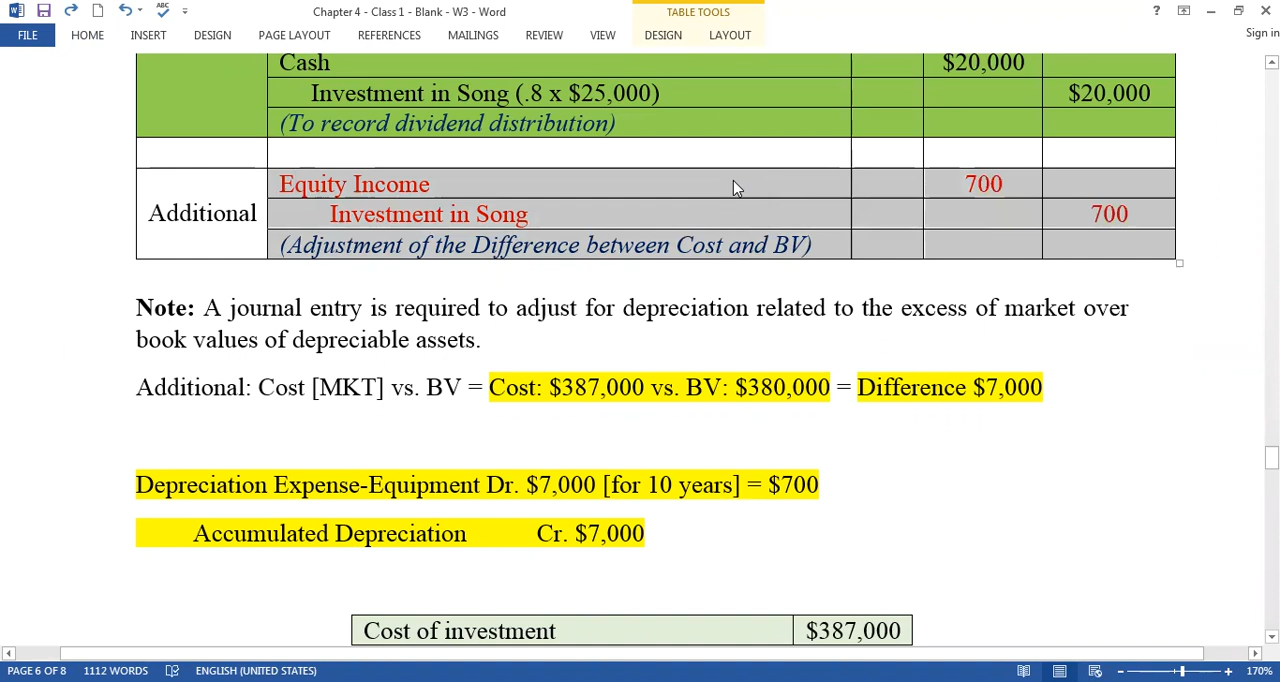 Chapter 4 - Class 1 - Blank - W3 - Word
TABLE TOOLS
?
FILE HOME INSERT DESIGN PAGE LAYOUT REFERENCES MAILINGS REVIEW VIEW DESIGN LAYOUT Sign in
Cash $20,000
Investment in Song (.8 x $25,000) $20,000
(To record dividend distribution)
Additional
Equity Income 700
Investment in Song 700
(Adjustment of the Difference between Cost and BV)
Note: A journal entry is required to adjust for depreciation related to the excess of market over
book values of depreciable assets.
Additional: Cost [MKT] vs. BV = Cost: $387,000 vs. BV: $380,000 = Difference $7,000
Depreciation Expense-Equipment Dr. $7,000 [for 10 years] = $700
Accumulated Depreciation Cr. $7,000
Cost of investment $387,000
PAGE 6 OF 8 1112 WORDS ENGLISH (UNITED STATES) 170%